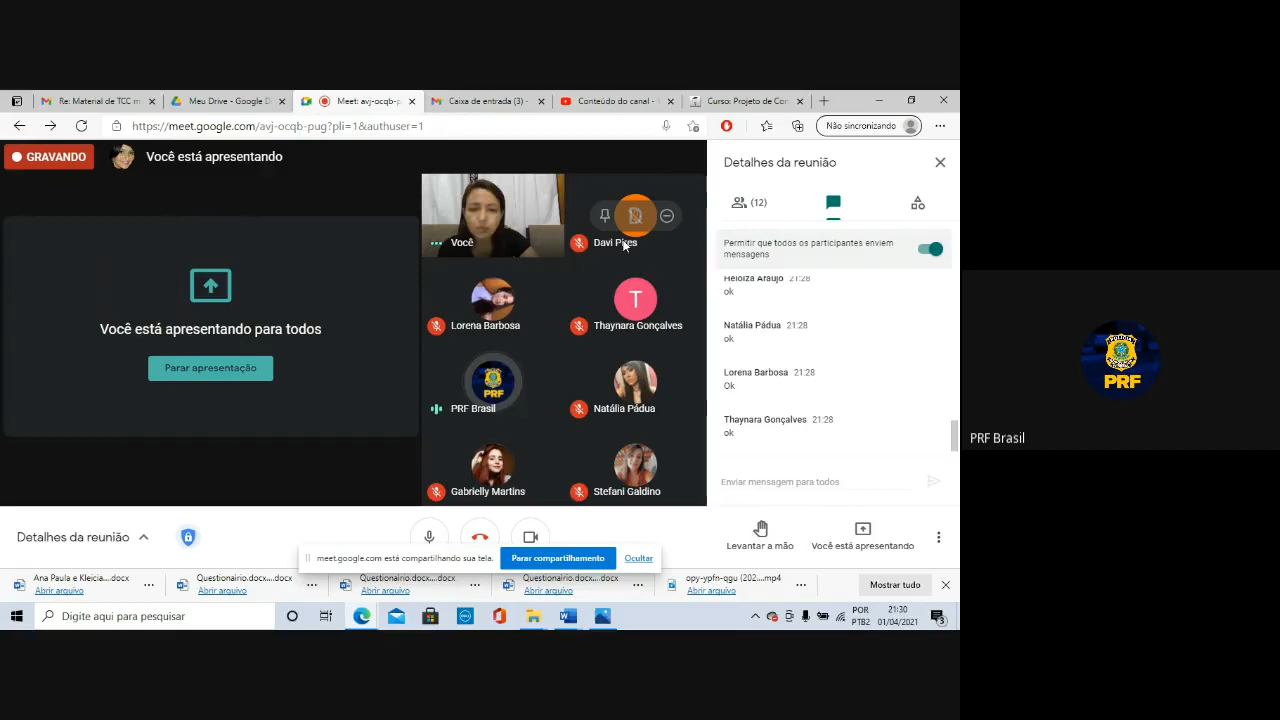 Re: Material de TCC m
Meu Drive - Google D
Meet: avj-ocqb-p
Caixa de entrada (3) -
Conteúdo do canal -
Curso: Projeto de Con
https://meet.google.com/avj-ocqb-pug?pli=1&authuser=1
Não sincronizando
GRAVANDO
Você está apresentando
Você está apresentando para todos
Parar apresentação
Você
Davi Pires
Lorena Barbosa
T
Thaynara Gonçalves
PRF
PRF Brasil
Natália Pádua
Gabrielly Martins
Stefani Galdino
Detalhes da reunião
(12)
Permitir que todos os participantes enviem
mensagens
Heloiza Araujo 21:28
ok
Natália Pádua 21:28
ok
Lorena Barbosa 21:28
Ok
Thaynara Gonçalves 21:28
ok
Enviar mensagem para todos
Detalhes da reunião
Levantar a mão
Você está apresentando
meet.google.com está compartilhando sua tela.
Parar compartilhamento
Ocultar
Ana Paula e Kleicia....docx
Abrir arquivo
Questionáirio.docx....docx
Abrir arquivo
Questionáirio.docx....docx
Abrir arquivo
Questionáirio.docx....docx
Abrir arquivo
opy-ypfn-qgu (202....mp4
Abrir arquivo
Mostrar tudo
Digite aqui para pesquisar
POR
PTB2
21:30
01/04/2021
3
PRF
PRF Brasil